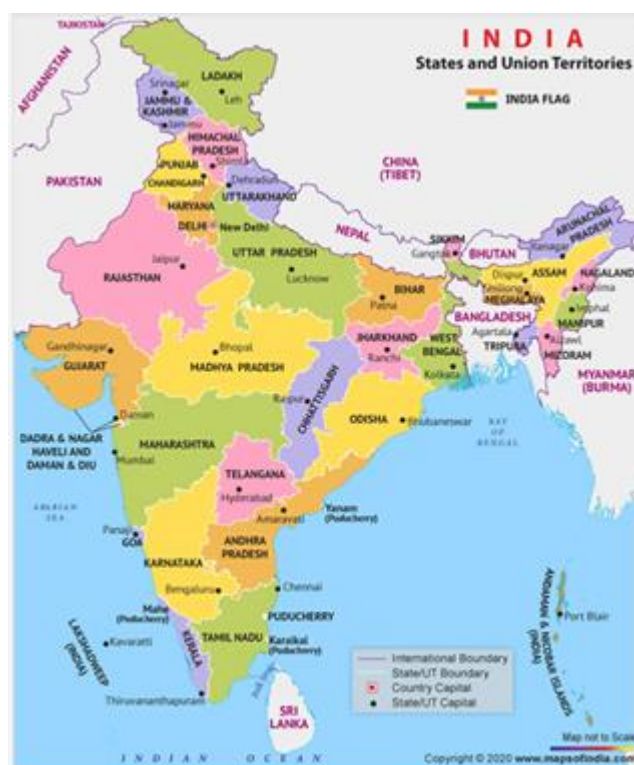 INDIA
States and Union Territories
INDIA FLAG
TAJIKISTAN
AFGHANISTAN
PAKISTAN
CHINA
(TIBET)
NEPAL
BHUTAN
BANGLADESH
MYANMAR
(BURMA)
SRI
LANKA
LADAKH
Leh
Srinagar
JAMMU &
KASHMIR
Jammu
HIMACHAL
PRADESH
Shimla
PUNJAB
CHANDIGARH
Dehradun
UTTARAKHAND
HARYANA
DELHI
New Delhi
RAJASTHAN
Jaipur
UTTAR PRADESH
Lucknow
BIHAR
Patna
SIKKIM
Gangtok
ARUNACHAL
PRADESH
Itanagar
Dispur
ASSAM
NAGALAND
Kohima
Shillong
MEGHALAYA
Imphal
MANIPUR
Agartala
TRIPURA
Aizawl
MIZORAM
Gandhinagar
GUJARAT
Bhopal
MADHYA PRADESH
JHARKHAND
Ranchi
WEST
BENGAL
Kolkata
CHHATTISGARH
Raipur
ODISHA
Bhubaneswar
Daman
DADRA & NAGAR
HAVELI AND
DAMAN & DIU
MAHARASHTRA
Mumbai
TELANGANA
Hyderabad
Amaravati
Yanam
(Puducherry)
ANDHRA
PRADESH
Panaji
GOA
KARNATAKA
Bengaluru
Chennai
PUDUCHERRY
Mahe
(Puducherry)
TAMIL NADU
Karaikal
(Puducherry)
KERALA
Thiruvananthapuram
LAKSHADWEEP
(INDIA)
Kavaratti
ANDAMAN & NICOBAR ISLANDS
(INDIA)
Port Blair
ARABIAN
SEA
BAY
OF
BENGAL
INDIAN OCEAN
International Boundary
State/UT Boundary
Country Capital
State/UT Capital
Map not to Scale
Copyright © 2020 www.mapsofindia.com